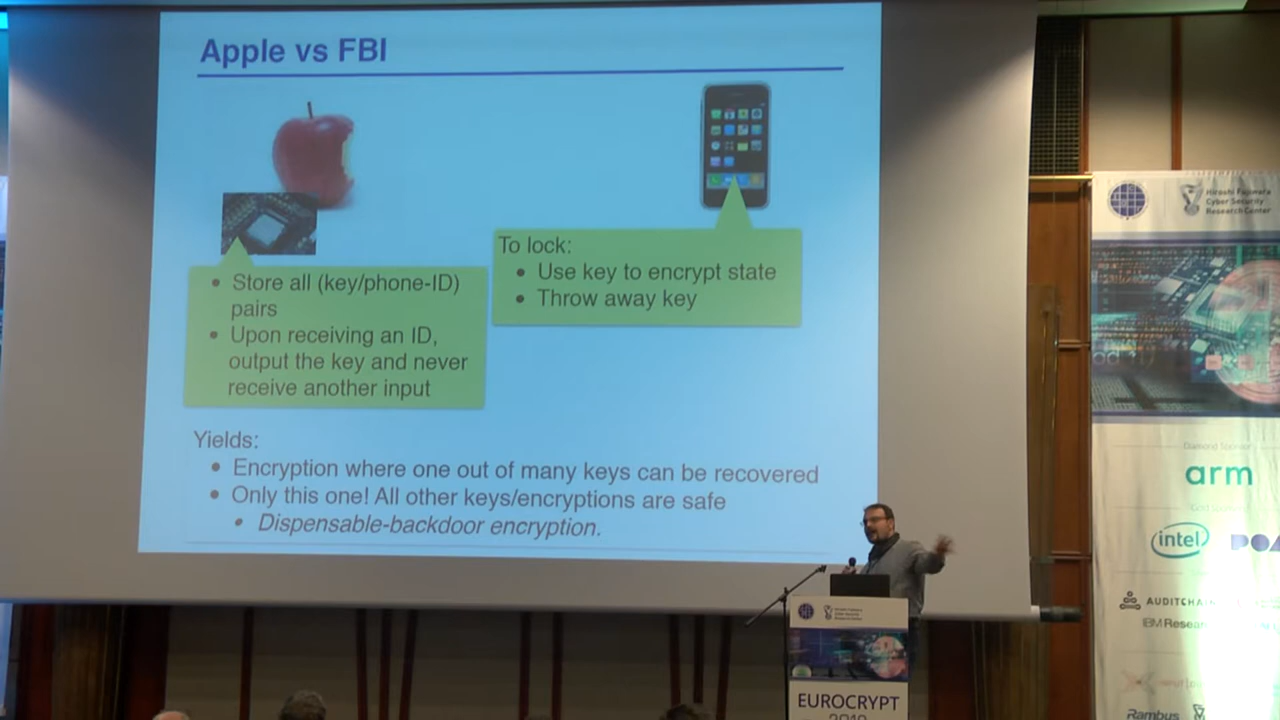 Apple vs FBI
To lock:
• Use key to encrypt state
• Throw away key
• Store all (key/phone-ID)
pairs
• Upon receiving an ID,
output the key and never
receive another input
Yields:
• Encryption where one out of many keys can be recovered
• Only this one! All other keys/encryptions are safe
• Dispensable-backdoor encryption.
Hiroshi Fujiwara
Cyber Security
Research Center
Diamond Sponsor
arm
intel
AUDITCHAIN
IBM Research
Rambus
EUROCRYPT
2019